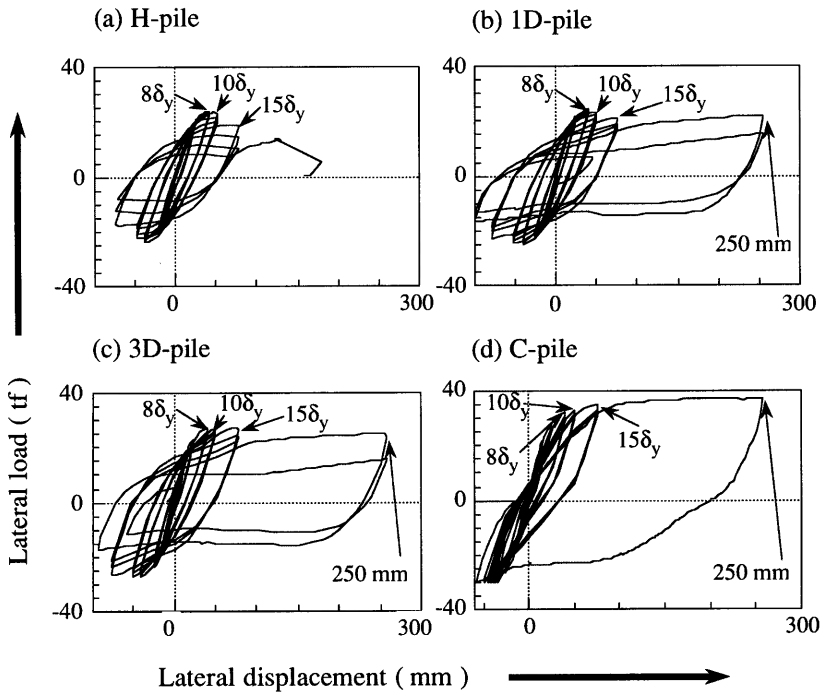 (a) H-pile
40
8δy
10δy
15δy
0
-40
0
300
(b) 1D-pile
40
8δy
10δy
15δy
0
250 mm
-40
0
300
(c) 3D-pile
40
8δy
10δy
15δy
0
250 mm
-40
0
300
(d) C-pile
40
10δy
8δy
15δy
0
250 mm
-40
0
300
Lateral load ( tf )
Lateral displacement ( mm )